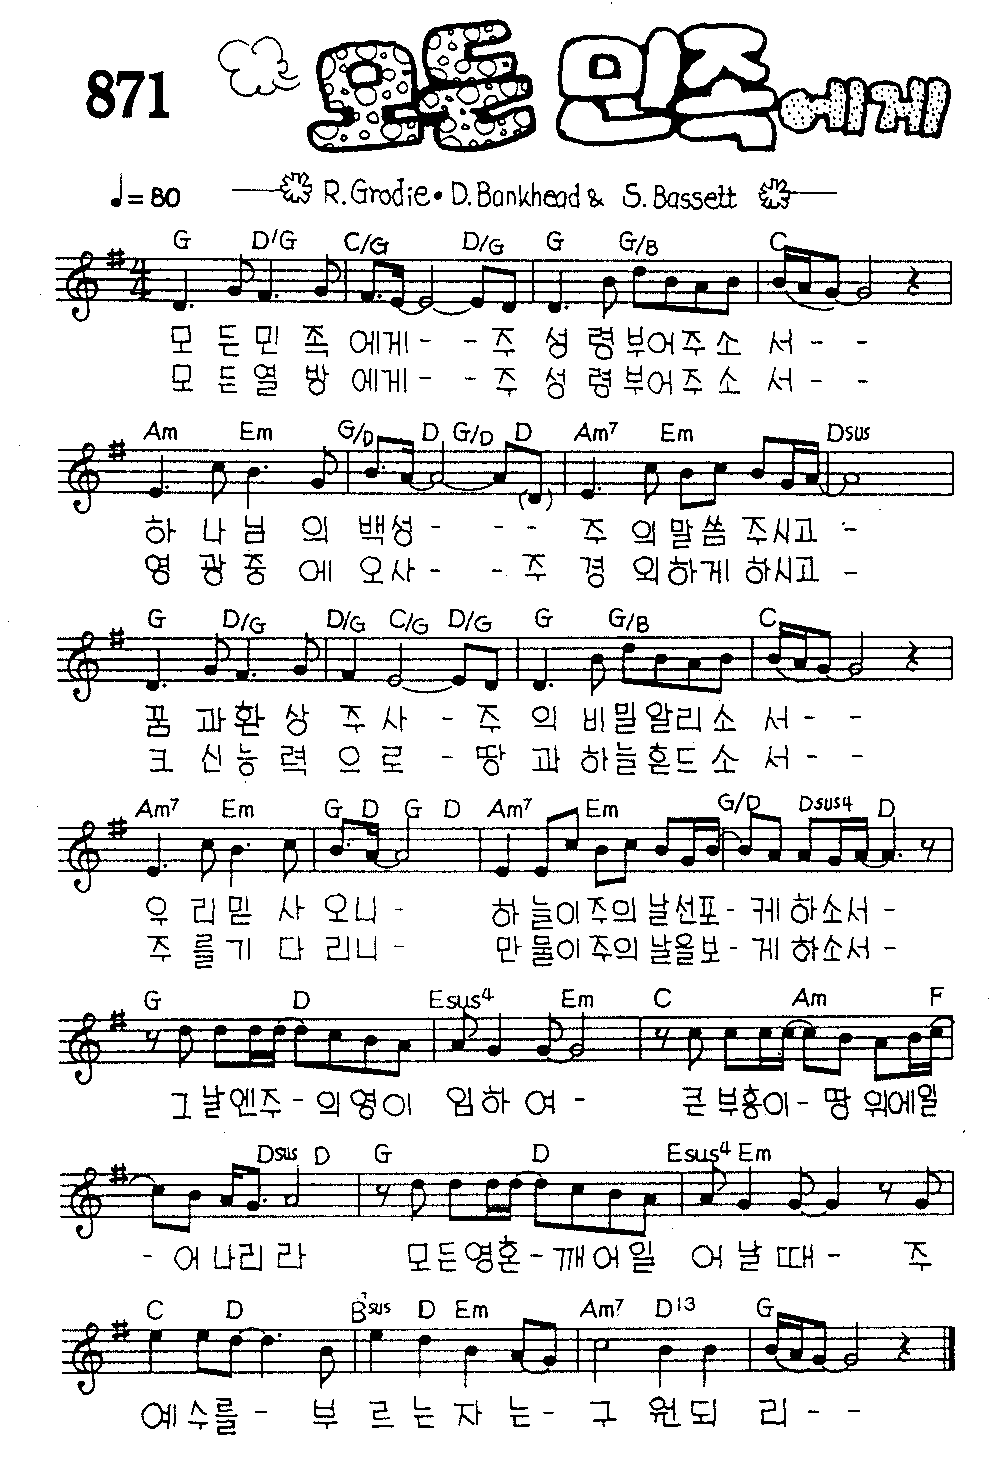 871 모든 민족에게
♩=80 R. Grodie • D. Bankhead & S. Bassett
G D/G C/G D/G G G/B C
모든민족에게--주성령부어주소서--
모든열방에게--주성령부어주소서--
Am Em G/D D G/D D Am7 Em Dsus
하나님의백성---주의말씀주시고-
영광중에오사--주경외하게하시고-
G D/G D/G C/G D/G G G/B C
꿈과환상주사-주의비밀알리소서--
크신능력으로-땅과하늘흔드소서--
Am7 Em G D G D Am7 Em G/D Dsus4 D
우리믿사오니-하늘이주의날선포-케하소서-
주를기다리니-만물이주의날을보-게하소서-
G D Esus4 Em C Am F
그날엔주-의영이임하여-큰부흥이-땅위에일
Dsus D G D Esus4 Em
-어나리라 모든영혼-깨어일어날때-주
C D Bsus D Em Am7 D13 G
예수를-부르는자는-구원되리--